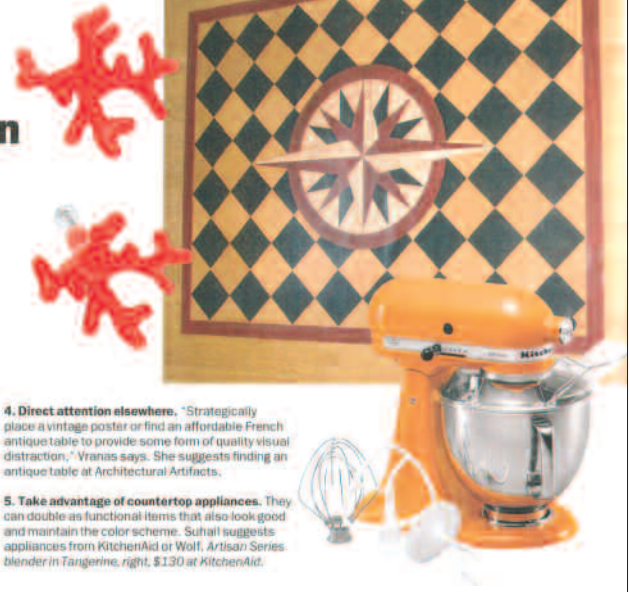 n
Kitche
4. Direct attention elsewhere. "Strategically
place a vintage poster or find an affordable French
antique table to provide some form of quality visual
distraction," Vranas says. She suggests finding an
antique table at Architectural Artifacts.
5. Take advantage of countertop appliances. They
can double as functional items that also look good
and maintain the color scheme. Suhail suggests
appliances from KitchenAid or Wolf. Artisan Series
blender in Tangerine, right, $130 at KitchenAid.